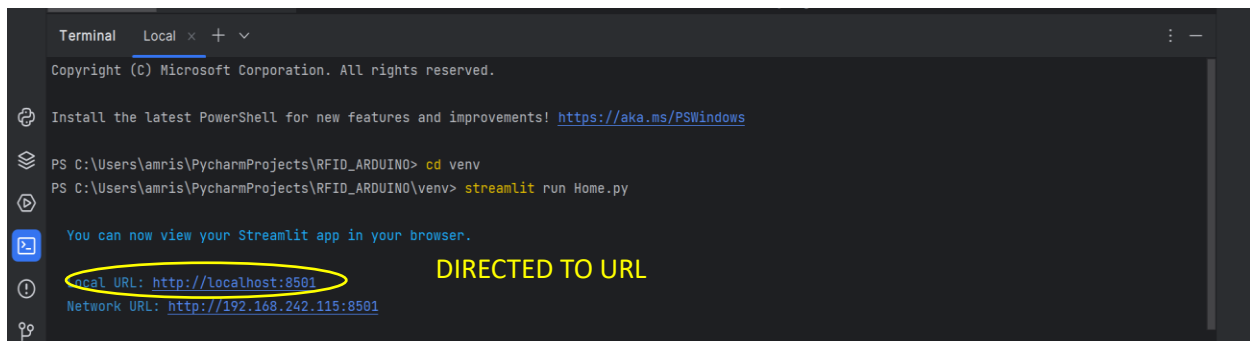 Terminal Local × +
Copyright (C) Microsoft Corporation. All rights reserved.
Install the latest PowerShell for new features and improvements! https://aka.ms/PSWindows
PS C:\Users\amris\PycharmProjects\RFID_ARDUINO> cd venv
PS C:\Users\amris\PycharmProjects\RFID_ARDUINO\venv> streamlit run Home.py
You can now view your Streamlit app in your browser.
Local URL: http://localhost:8501
DIRECTED TO URL
Network URL: http://192.168.242.115:8501